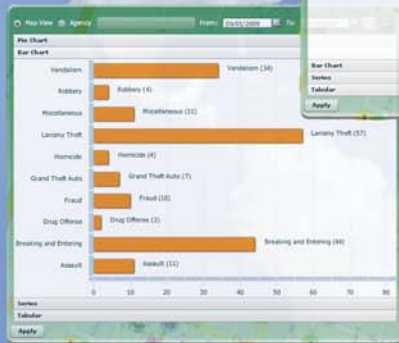 Map View Agency From: 09/05/2009 To:
Pie Chart
Bar Chart
Vandalism Vandalism (34)
Robbery Robbery (4)
Miscellaneous Miscellaneous (11)
Larceny Theft Larceny Theft (57)
Homicide Homicide (4)
Grand Theft Auto Grand Theft Auto (7)
Fraud Fraud (10)
Drug Offense Drug Offense (2)
Breaking and Entering Breaking and Entering (44)
Assault Assault (11)
0 10 20 30 40 50 60 70 80
Series
Tabular
Apply
Bar Chart
Series
Tabular
Apply